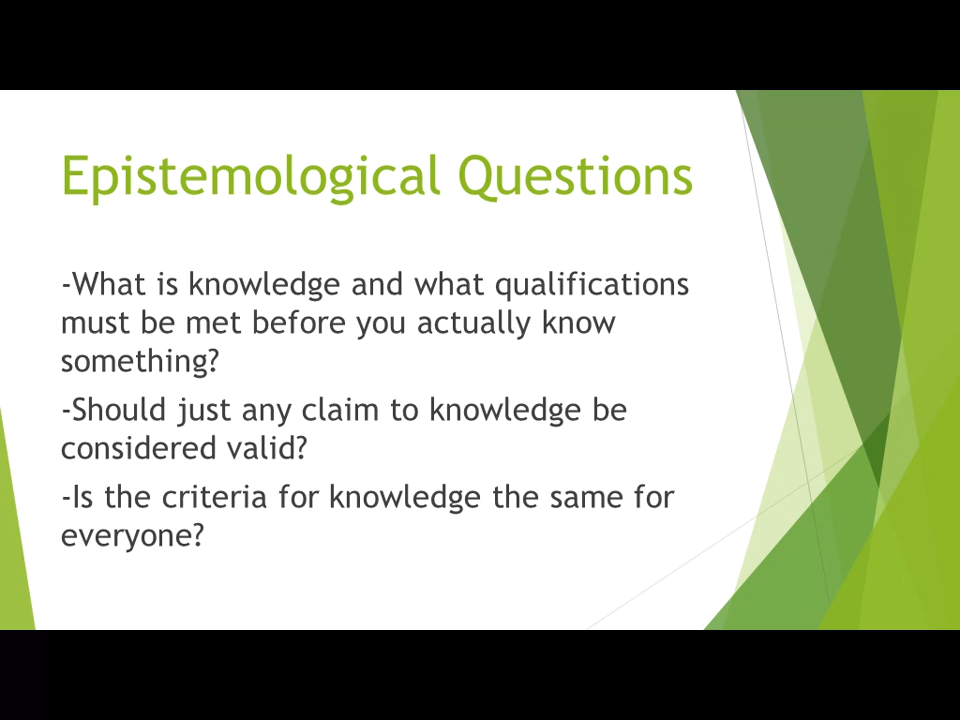 Epistemological Questions
-What is knowledge and what qualifications
must be met before you actually know
something?
-Should just any claim to knowledge be
considered valid?
-Is the criteria for knowledge the same for
everyone?